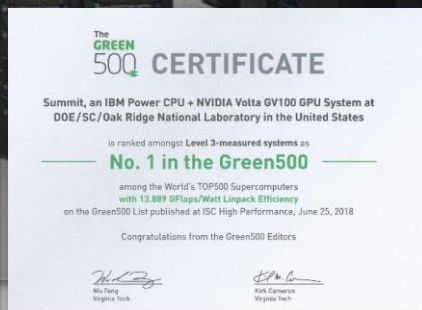 The
GREEN
500 CERTIFICATE
Summit, an IBM Power CPU + NVIDIA Volta GV100 GPU System at
DOE/SC/Oak Ridge National Laboratory in the United States
is ranked amongst Level 3-measured systems as
No. 1 in the Green500
among the World's TOP500 Supercomputers
with 13.889 GFlops/Watt Linpack Efficiency
on the Green500 List published at ISC High Performance, June 25, 2018
Congratulations from the Green500 Editors
Wu Feng
Virginia Tech
Kirk Cameron
Virginia Tech